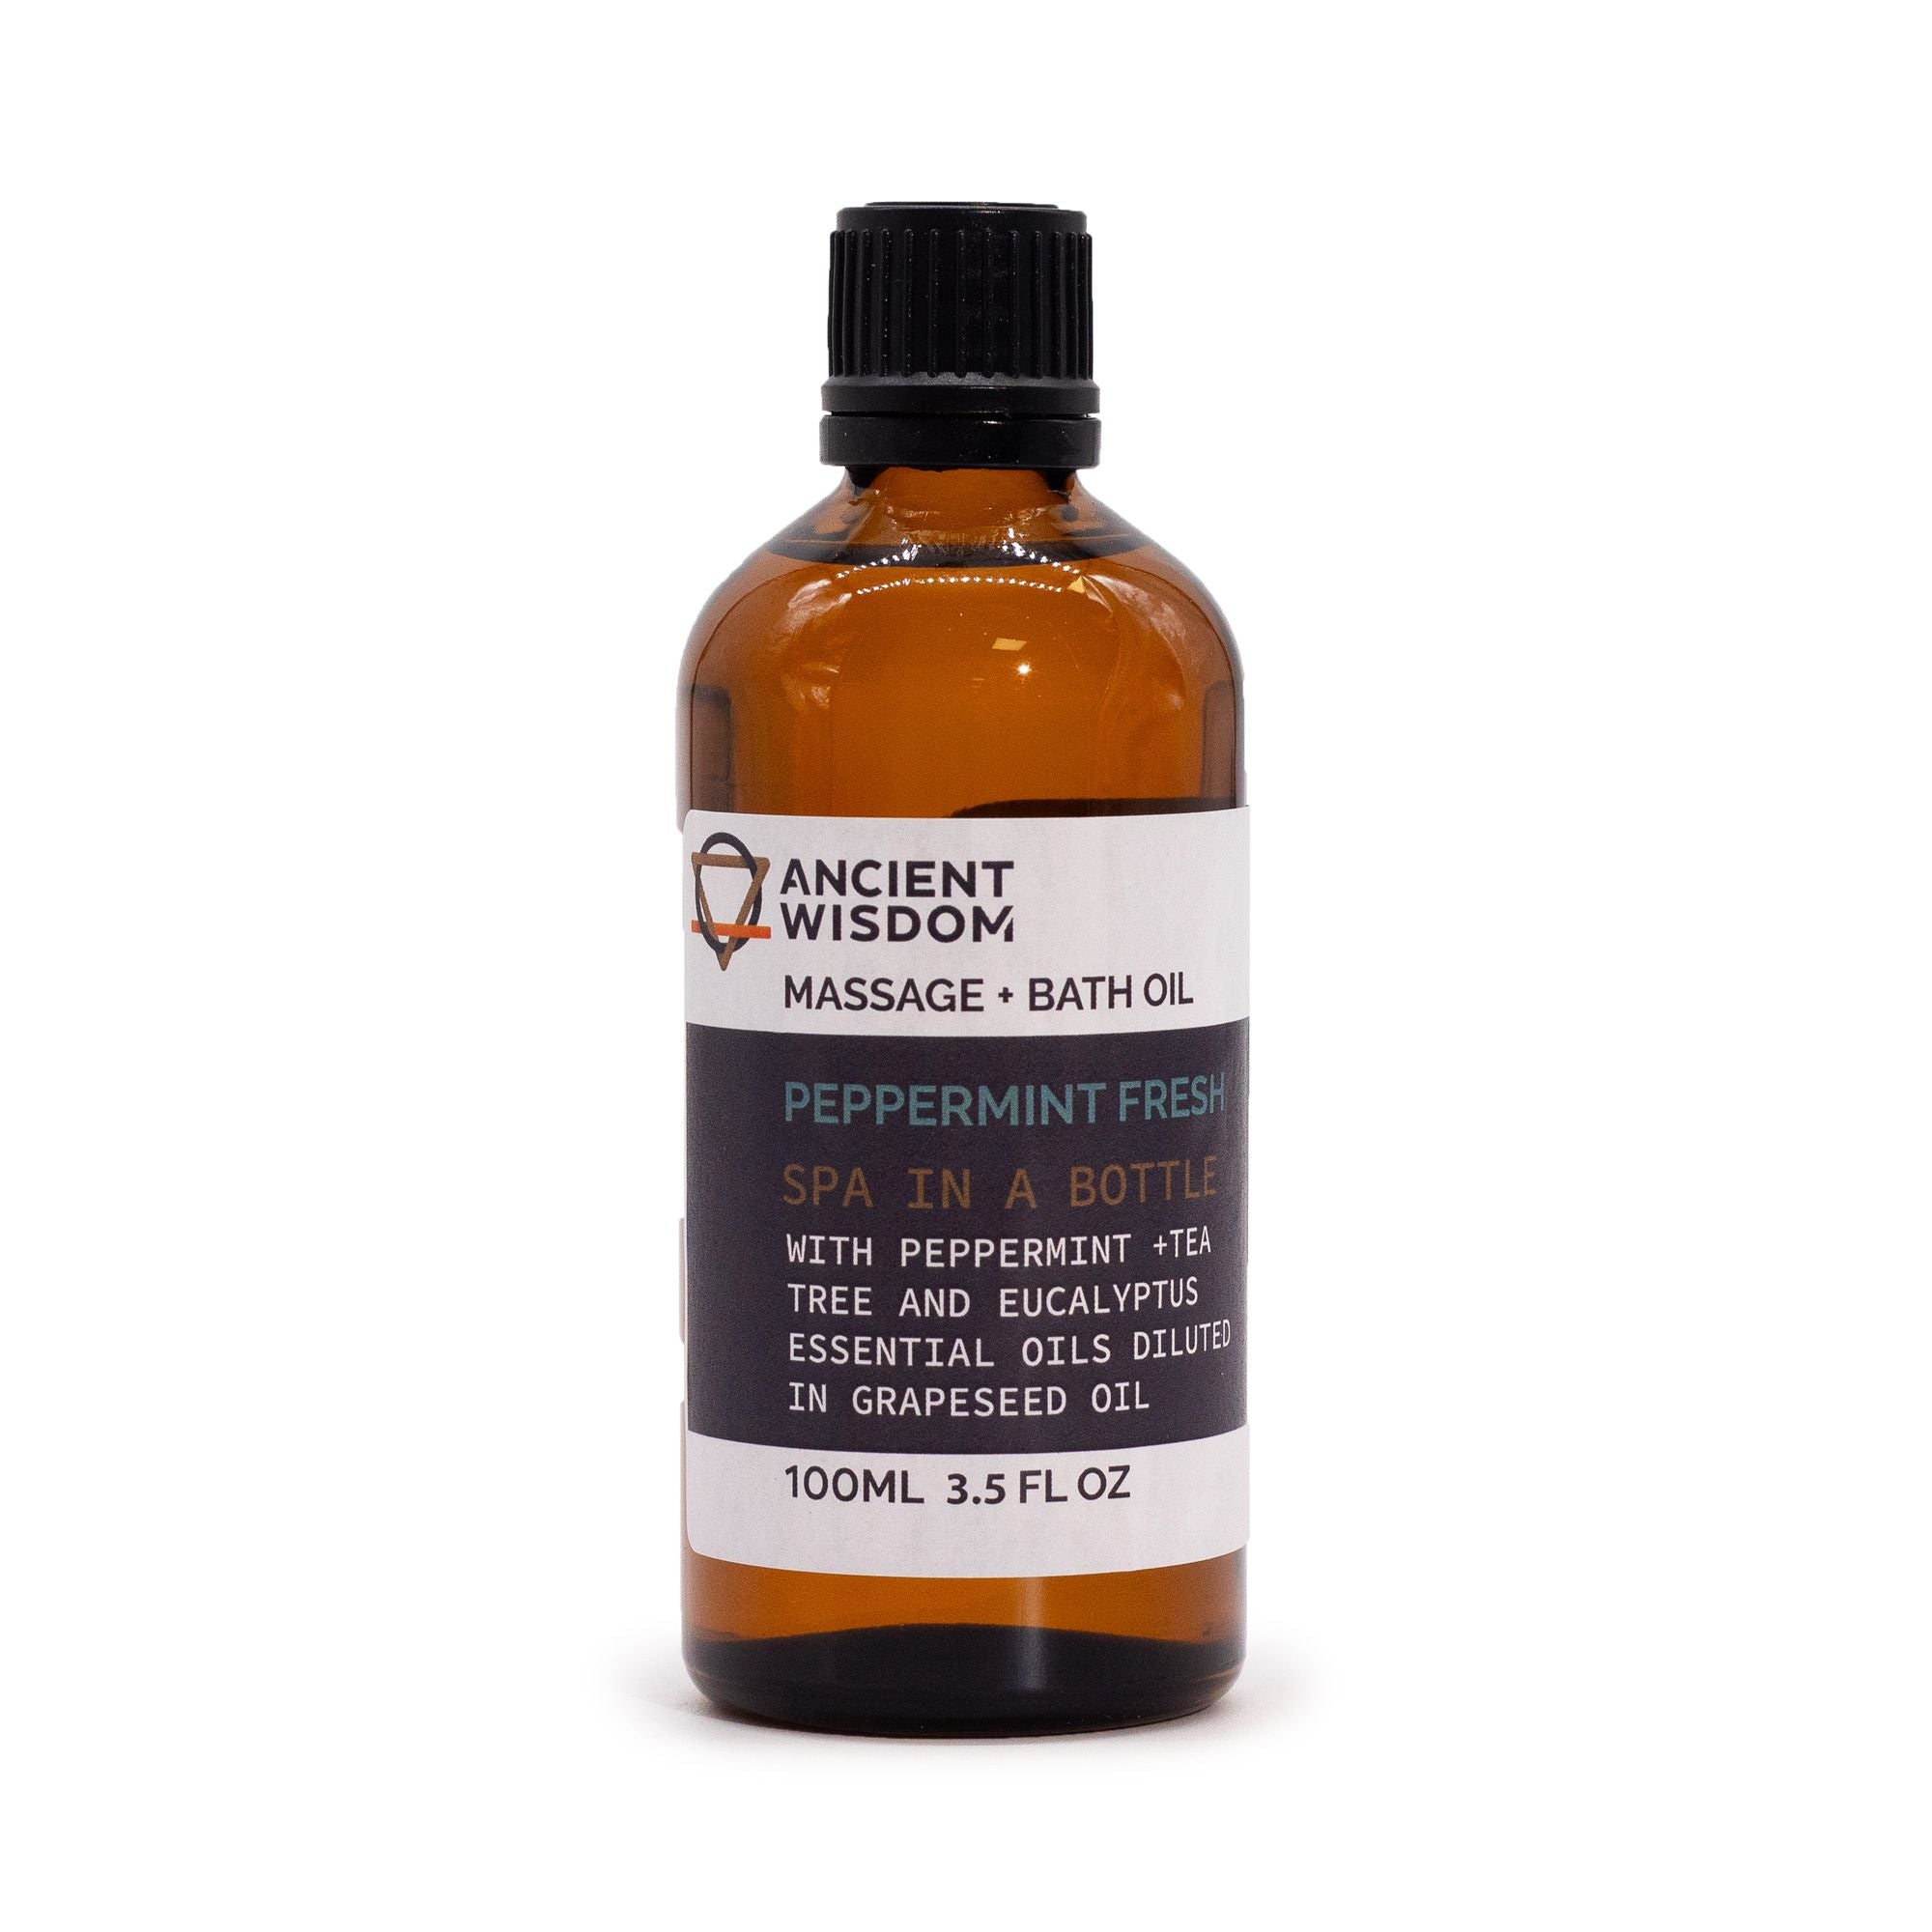 ANCIENT
WISDOM
MASSAGE + BATH OIL
PEPPERMINT FRESH
SPA IN A BOTTLE
WITH PEPPERMINT +TEA
TREE AND EUCALYPTUS
ESSENTIAL OILS DILUTED
IN GRAPESEED OIL
100ML 3.5 FL OZ